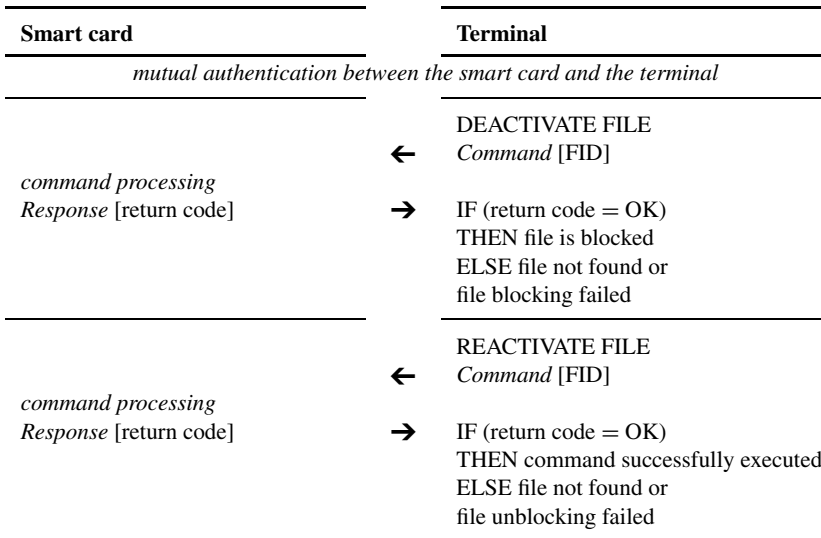 Smart card Terminal
mutual authentication between the smart card and the terminal
DEACTIVATE FILE
← Command [FID]
command processing
Response [return code] → IF (return code = OK)
THEN file is blocked
ELSE file not found or
file blocking failed
REACTIVATE FILE
← Command [FID]
command processing
Response [return code] → IF (return code = OK)
THEN command successfully executed
ELSE file not found or
file unblocking failed